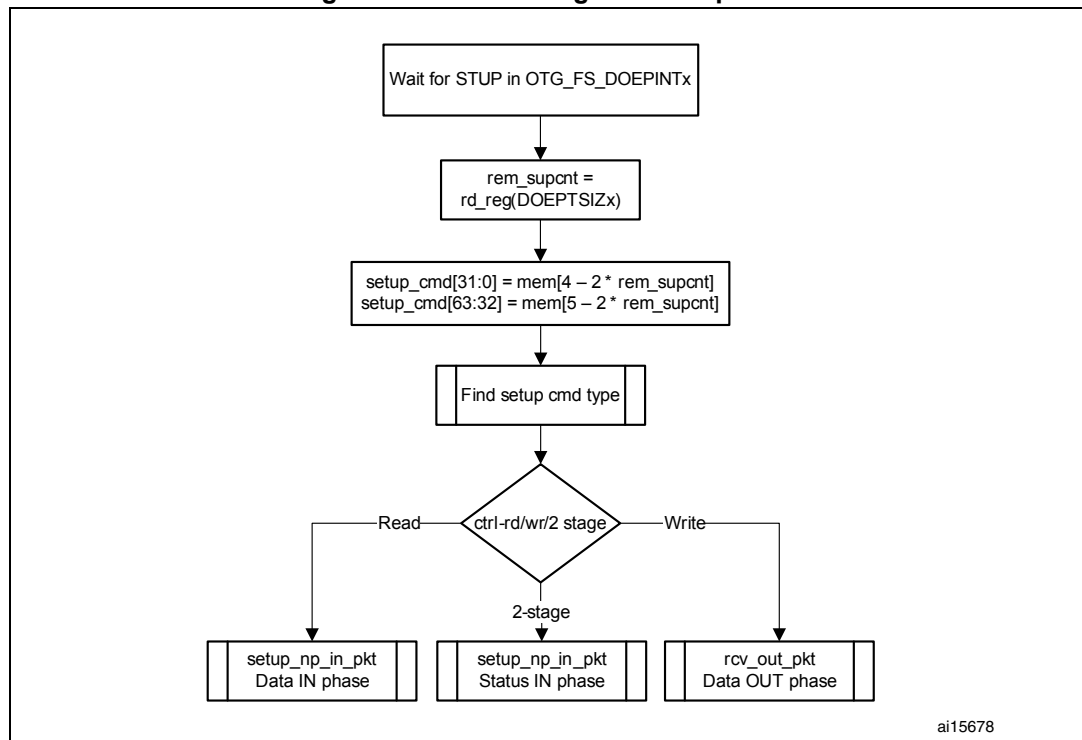 Wait for STUP in OTG_FS_DOEPINTx
rem_supcnt =
rd_reg(DOEPTSIZx)
setup_cmd[31:0] = mem[4 – 2 * rem_supcnt]
setup_cmd[63:32] = mem[5 – 2 * rem_supcnt]
Find setup cmd type
Read
ctrl-rd/wr/2 stage
Write
2-stage
setup_np_in_pkt
Data IN phase
setup_np_in_pkt
Status IN phase
rcv_out_pkt
Data OUT phase
ai15678